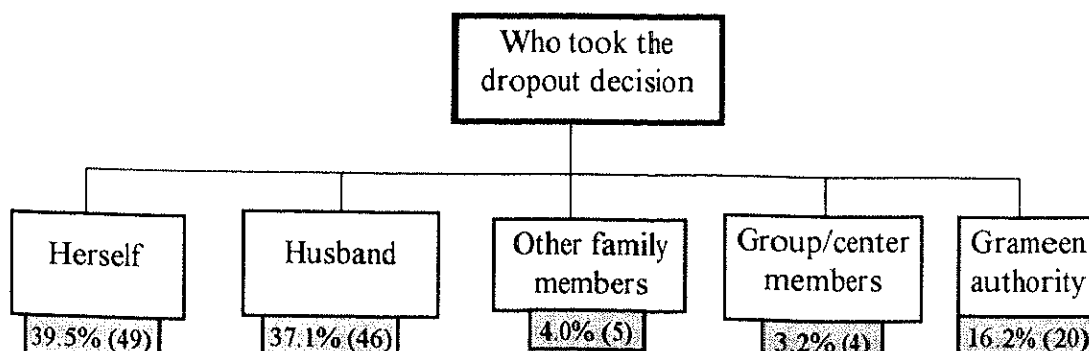 Who took the
dropout decision
Herself
39.5% (49)
Husband
37.1% (46)
Other family
members
4.0% (5)
Group/center
members
3.2% (4)
Grameen
authority
16.2% (20)